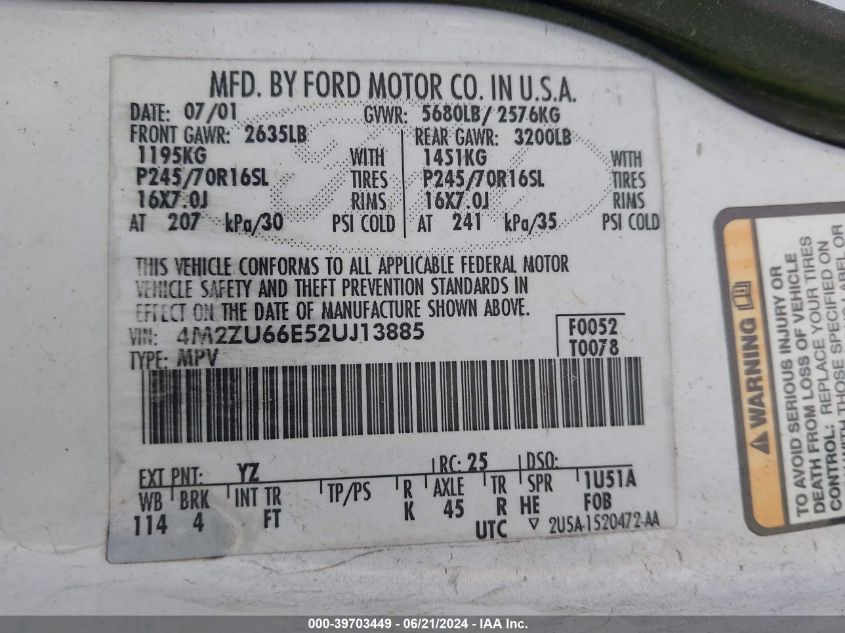 MFD. BY FORD MOTOR CO. IN U.S.A.
DATE: 07/01 GVWR: 5680LB/ 2576KG
FRONT GAWR: 2635LB REAR GAWR: 3200LB
1195KG WITH 1451KG WITH
P245/70R16SL TIRES P245/70R16SL TIRES
16X7.0J RIMS 16X7.0J RIMS
AT 207 kPa/30 PSI COLD AT 241 kPa/35 PSI COLD
THIS VEHICLE CONFORMS TO ALL APPLICABLE FEDERAL MOTOR
VEHICLE SAFETY AND THEFT PREVENTION STANDARDS IN
EFFECT ON THE DATE OF MANUFACTURE SHOWN ABOVE.
VIN: 4M2ZU66E52UJ13885 F0052
TYPE: MPV T0078
EXT PNT: YZ RC: 25 DSO:
WB BRK INT TR TP/PS R AXLE TR SPR 1U51A
114 4 FT K 45 R HE FOB
UTC ▽ 2U5A-1520472-AA
WARNING
TO AVOID SERIOUS INJURY OR
DEATH FROM LOSS OF VEHICLE
CONTROL: REPLACE YOUR TIRES
WITH THOSE SPECIFIED ON
000-39703449 - 06/21/2024 - IAA Inc.